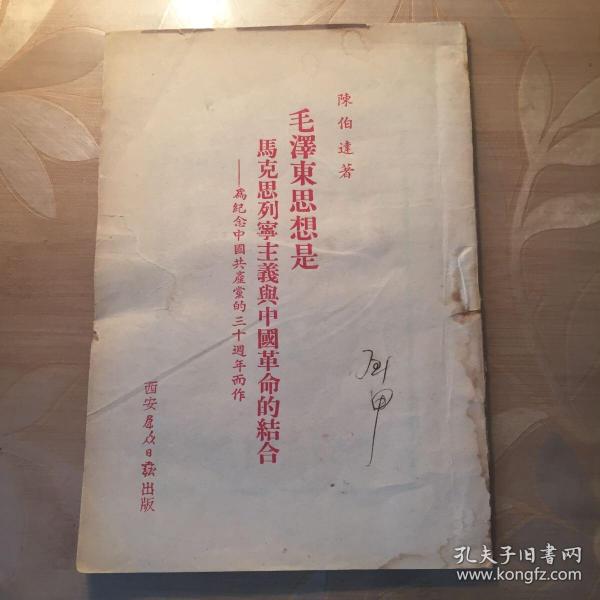 陳伯達著
毛澤東思想是
馬克思列寧主義與中國革命的結合
——爲紀念中國共產黨的三十週年而作
西安羣众日報出版
孔夫子旧书网
www.kongfz.com